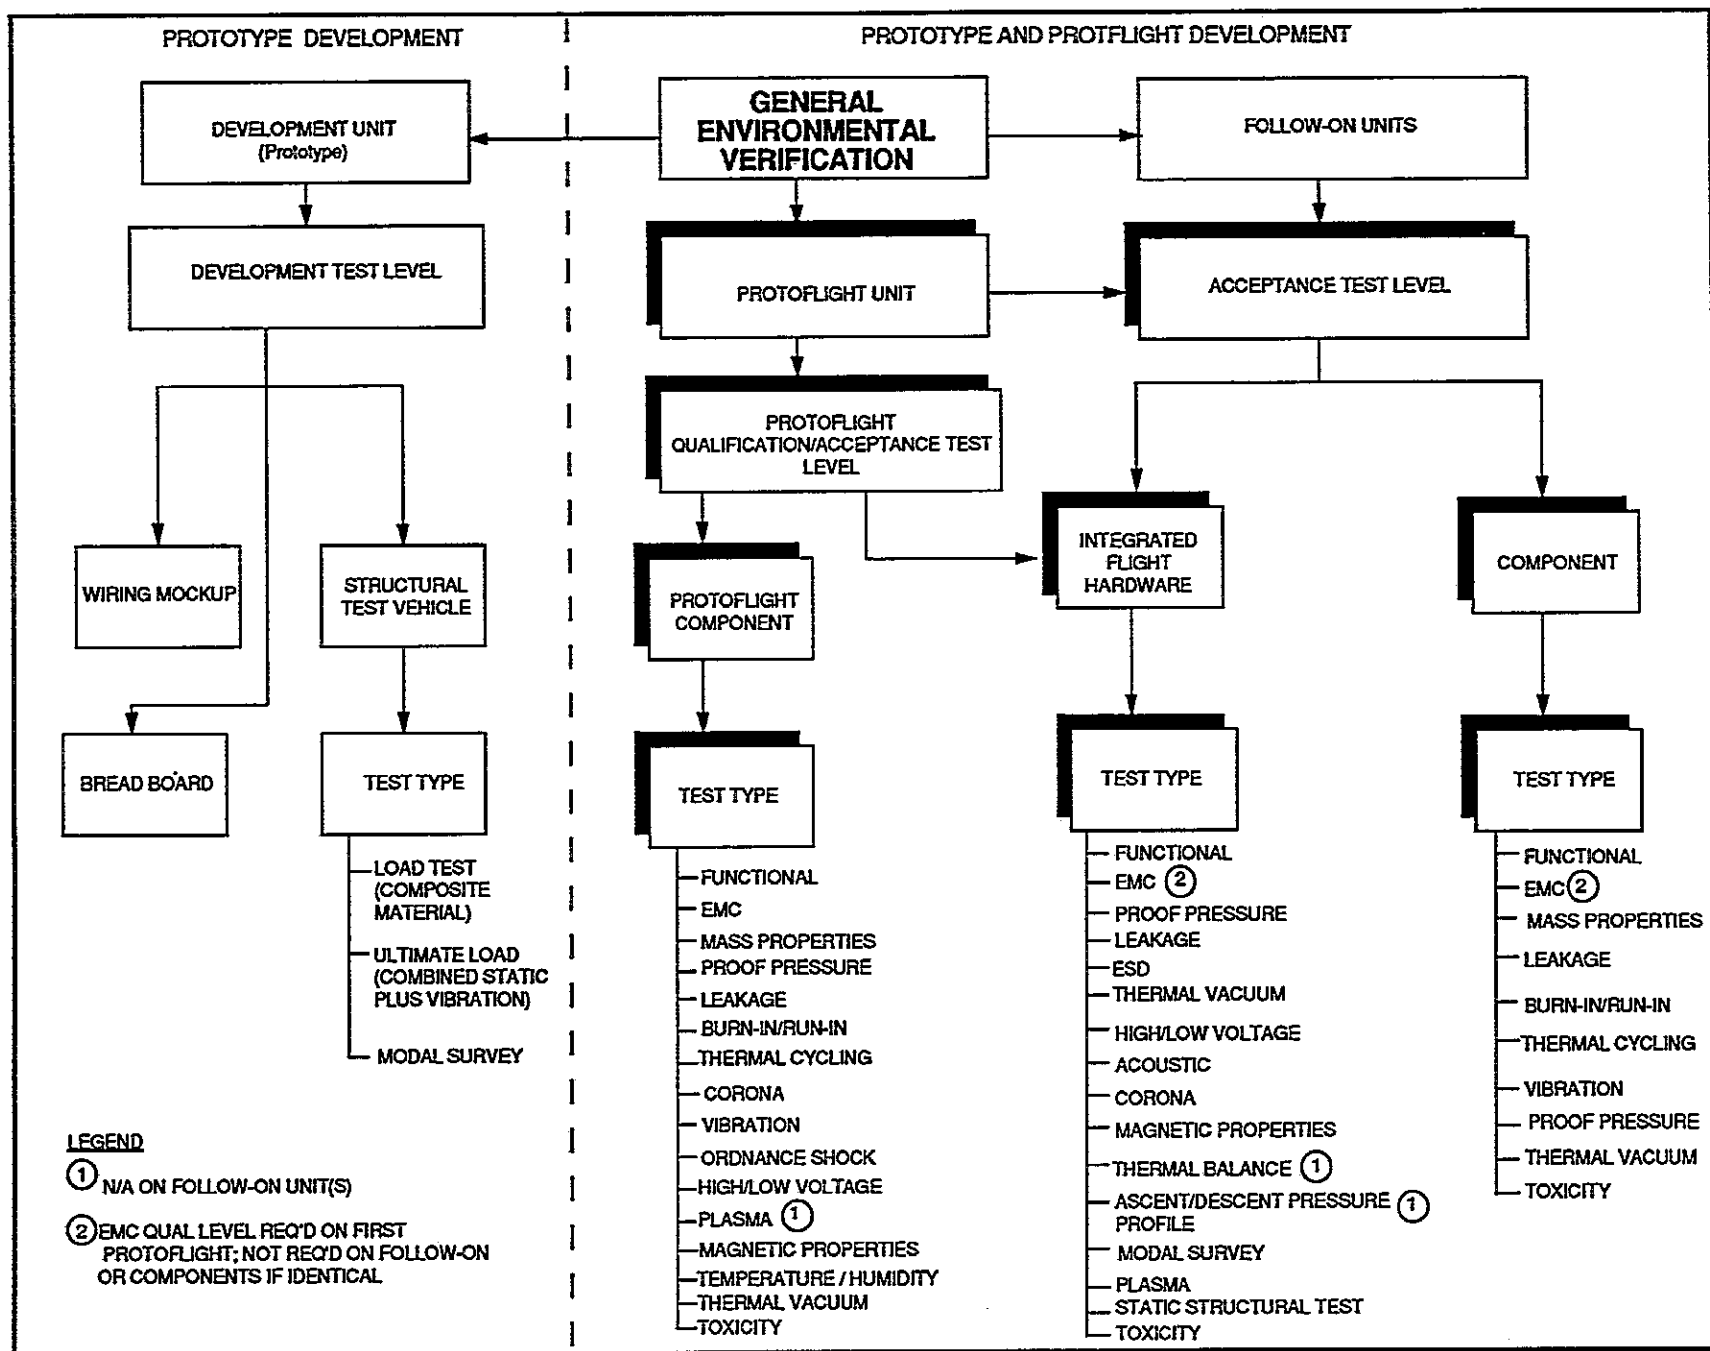 PROTOTYPE DEVELOPMENT
PROTOTYPE AND PROTFLIGHT DEVELOPMENT
DEVELOPMENT UNIT
(Prototype)
GENERAL
ENVIRONMENTAL
VERIFICATION
FOLLOW-ON UNITS
DEVELOPMENT TEST LEVEL
PROTOFLIGHT UNIT
ACCEPTANCE TEST LEVEL
PROTOFLIGHT
QUALIFICATION/ACCEPTANCE TEST
LEVEL
WIRING MOCKUP
STRUCTURAL
TEST VEHICLE
PROTOFLIGHT
COMPONENT
INTEGRATED
FLIGHT
HARDWARE
COMPONENT
BREAD BOARD
TEST TYPE
LOAD TEST
(COMPOSITE
MATERIAL)
ULTIMATE LOAD
(COMBINED STATIC
PLUS VIBRATION)
MODAL SURVEY
TEST TYPE
FUNCTIONAL
EMC
MASS PROPERTIES
PROOF PRESSURE
LEAKAGE
BURN-IN/RUN-IN
THERMAL CYCLING
CORONA
VIBRATION
ORDNANCE SHOCK
HIGH/LOW VOLTAGE
PLASMA 1
MAGNETIC PROPERTIES
TEMPERATURE / HUMIDITY
THERMAL VACUUM
TOXICITY
TEST TYPE
FUNCTIONAL
EMC 2
PROOF PRESSURE
LEAKAGE
ESD
THERMAL VACUUM
HIGH/LOW VOLTAGE
ACOUSTIC
CORONA
MAGNETIC PROPERTIES
THERMAL BALANCE 1
ASCENT/DESCENT PRESSURE 1
PROFILE
MODAL SURVEY
PLASMA
STATIC STRUCTURAL TEST
TOXICITY
TEST TYPE
FUNCTIONAL
EMC 2
MASS PROPERTIES
LEAKAGE
BURN-IN/RUN-IN
THERMAL CYCLING
VIBRATION
PROOF PRESSURE
THERMAL VACUUM
TOXICITY
LEGEND
1 N/A ON FOLLOW-ON UNIT(S)
2 EMC QUAL LEVEL REQ'D ON FIRST
PROTOFLIGHT; NOT REQ'D ON FOLLOW-ON
OR COMPONENTS IF IDENTICAL